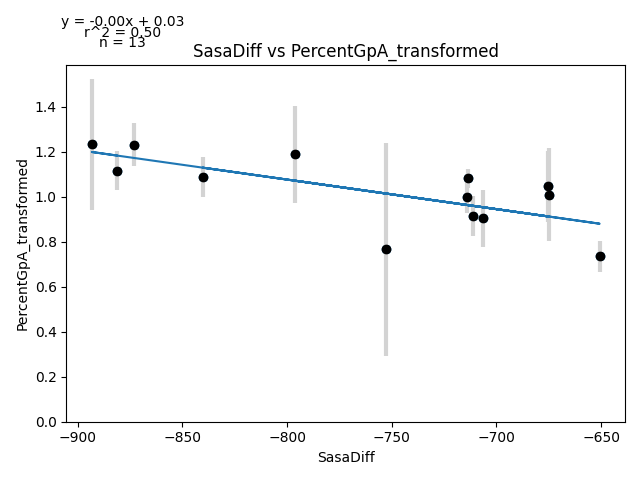 y = -0.00x + 0.03
r^2 = 0.50
n = 13
SasaDiff vs PercentGpA_transformed
1.4
1.2
1.0
0.8
0.6
0.4
0.2
0.0
PercentGpA_transformed
−900 −850 −800 −750 −700 −650
SasaDiff